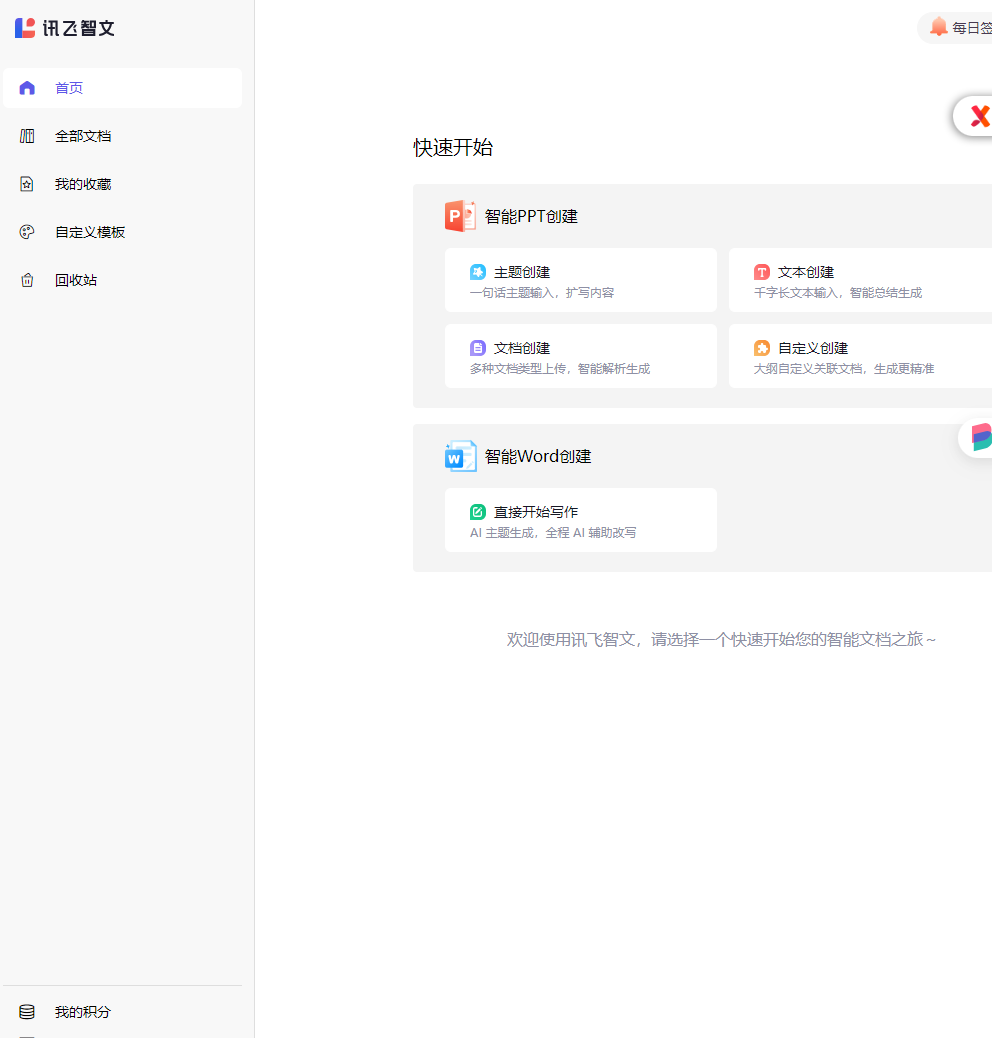 讯飞智文
首页
全部文档
我的收藏
自定义模板
回收站
我的积分
每日签
快速开始
智能PPT创建
主题创建
一句话主题输入，扩写内容
文本创建
千字长文本输入，智能总结生成
文档创建
多种文档类型上传，智能解析生成
自定义创建
大纲自定义关联文档，生成更精准
智能Word创建
直接开始写作
AI 主题生成，全程 AI 辅助改写
欢迎使用讯飞智文，请选择一个快速开始您的智能文档之旅～